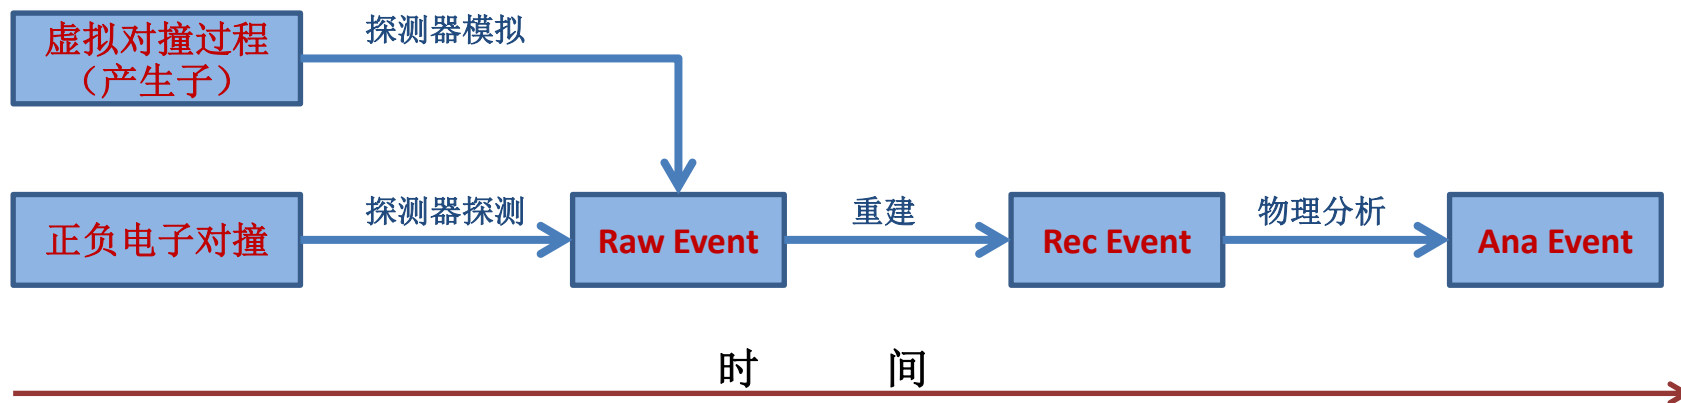 虚拟对撞过程
（产生子）
探测器模拟
正负电子对撞
探测器探测
Raw Event
重建
Rec Event
物理分析
Ana Event
时 间